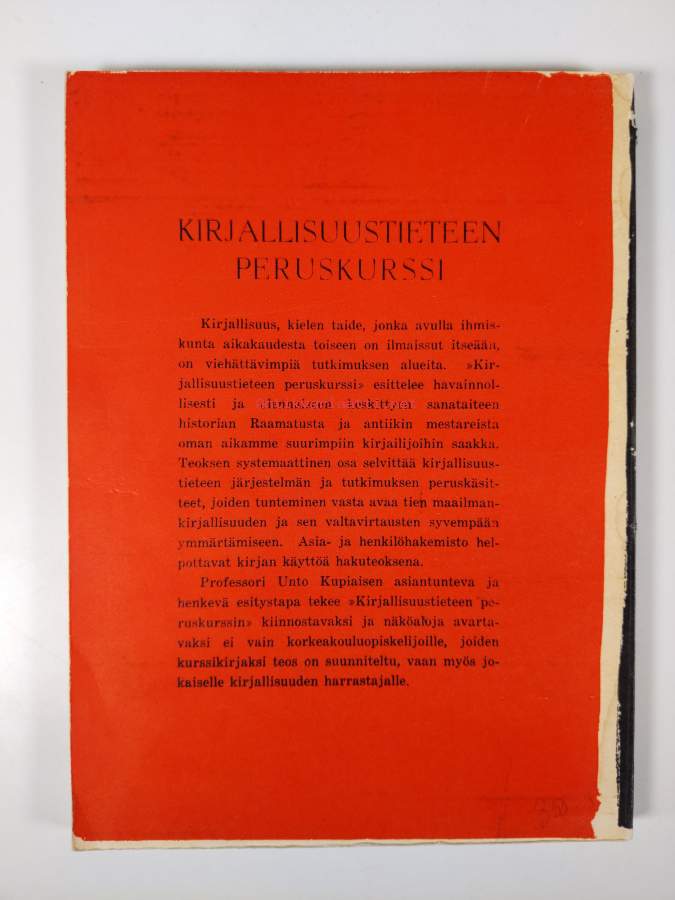 KIRJALLISUUSTIETEEN
PERUSKURSSI
Kirjallisuus, kielen taide, jonka avulla ihmis-
kunta aikakaudesta toiseen on ilmaissut itseään,
on viehättävimpiä tutkimuksen alueita. »Kir-
jallisuustieteen peruskurssi» esittelee havainnol-
lisesti ja olennaiseen keskittyen sanataiteen
historian Raamatusta ja antiikin mestareista
oman aikamme suurimpiin kirjailijoihin saakka.
Teoksen systemaattinen osa selvittää kirjallisuus-
tieteen järjestelmän ja tutkimuksen peruskäsit-
teet, joiden tunteminen vasta avaa tien maailman-
kirjallisuuden ja sen valtavirtausten syvempään
ymmärtämiseen. Asia- ja henkilöhakemisto hel-
pottavat kirjan käyttöä hakuteoksena.
Professori Unto Kupiaisen asiantunteva ja
henkevä esitystapa tekee »Kirjallisuustieteen pe-
ruskurssin» kiinnostavaksi ja näköaloja avarta-
vaksi ei vain korkeakouluopiskelijoille, joiden
kurssikirjaksi teos on suunniteltu, vaan myös jo-
kaiselle kirjallisuuden harrastajalle.